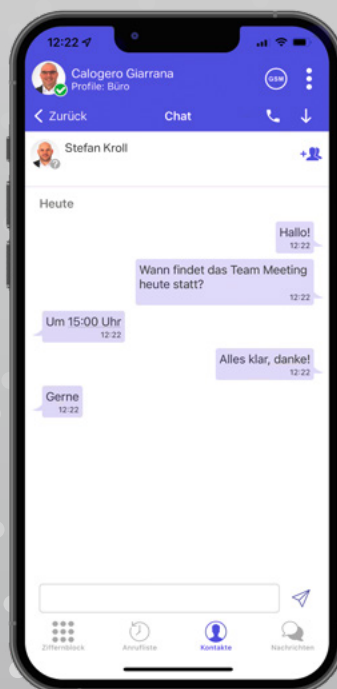 12:22
Calogero Giarrana
Profile: Büro
GSM
Zurück
Chat
Stefan Kroll
?
+
Heute
Hallo!
12:22
Wann findet das Team Meeting
heute statt?
12:22
Um 15:00 Uhr
12:22
Alles klar, danke!
12:22
Gerne
12:22
Ziffernblock
Anrufliste
Kontakte
Nachrichten